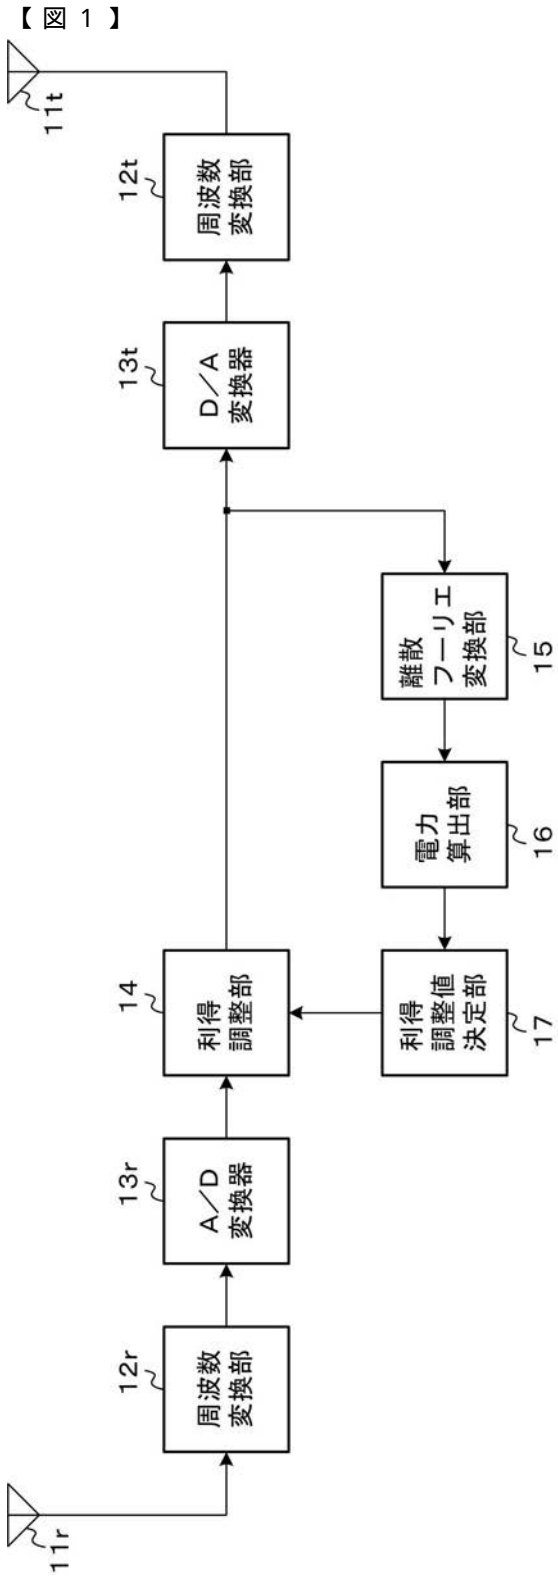 【図１】
11t
12t
周波数
変換部
13t
D/A
変換器
離散
フーリエ
変換部
15
電力
算出部
16
14
利得
調整部
利得
調整値
決定部
17
13r
A/D
変換器
12r
周波数
変換部
11r